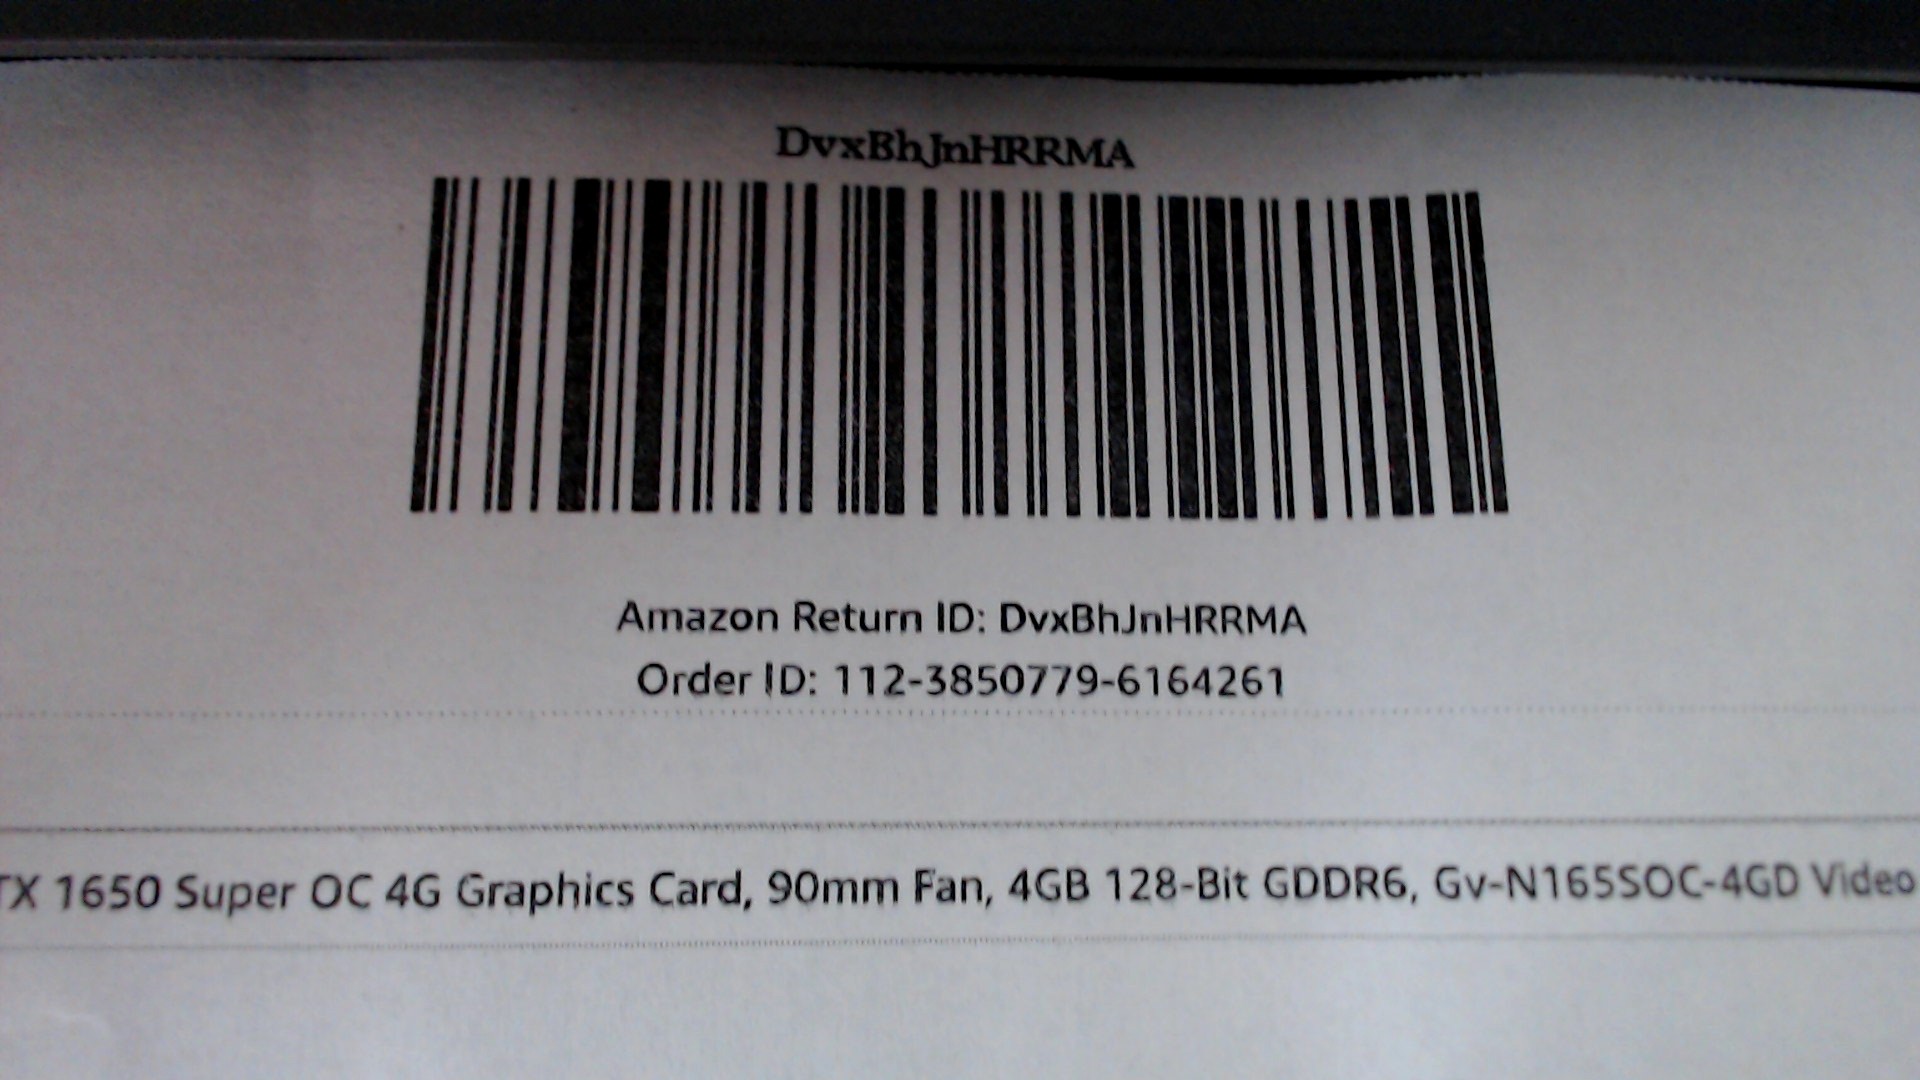 DvxBhJnHRRMA
Amazon Return ID: DvxBhJnHRRMA
Order ID: 112-3850779-6164261
TX 1650 Super OC 4G Graphics Card, 90mm Fan, 4GB 128-Bit GDDR6, Gv-N165SOC-4GD Video